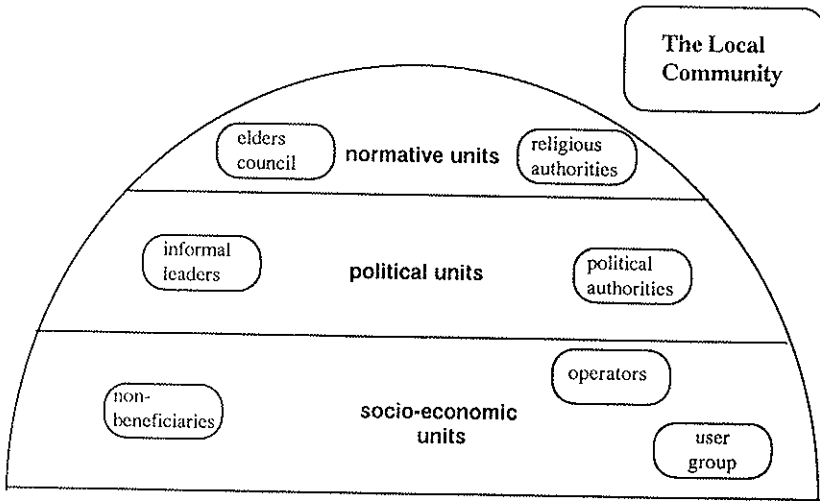 The Local
Community
elders
council
normative units
religious
authorities
informal
leaders
political units
political
authorities
operators
non-
beneficiaries
socio-economic
units
user
group